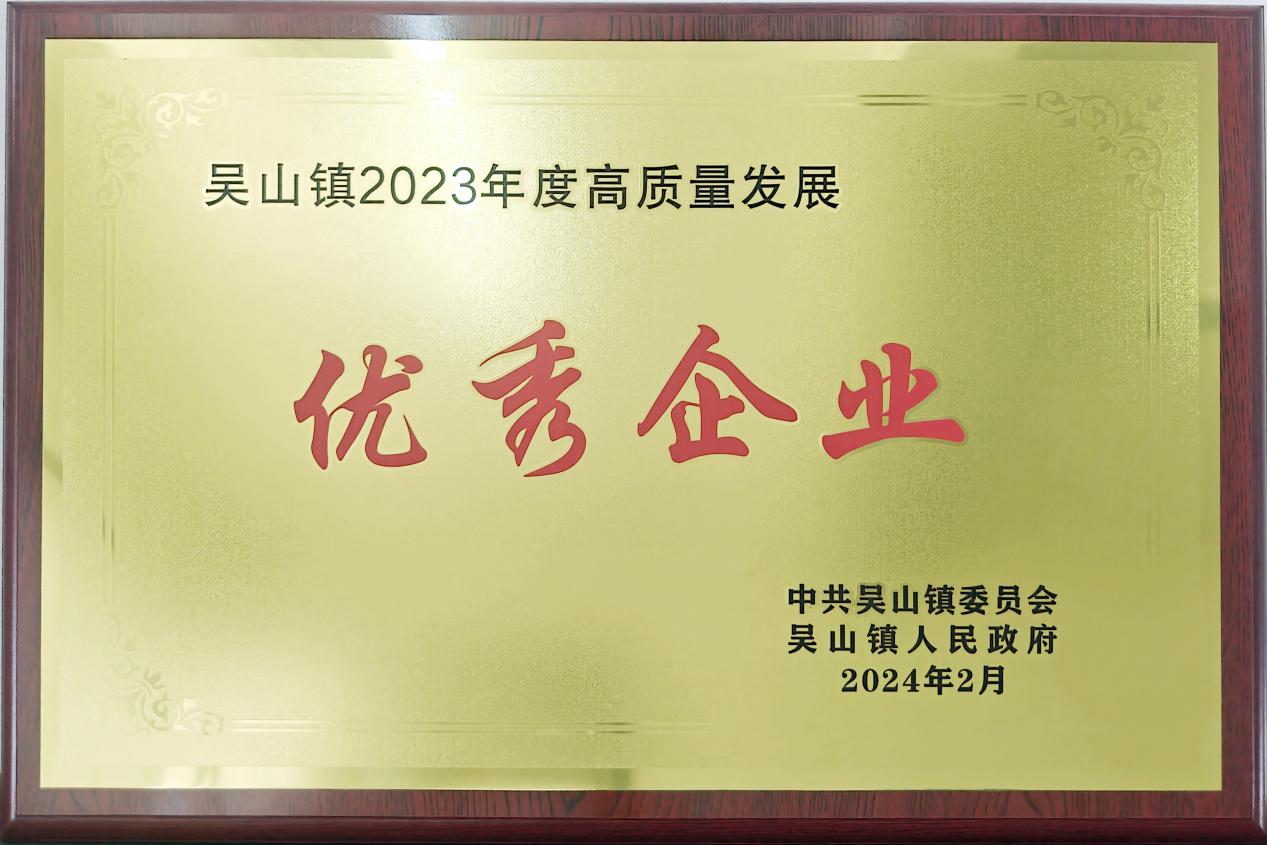 吴山镇2023年度高质量发展
优秀企业
中共吴山镇委员会
吴山镇人民政府
2024年2月